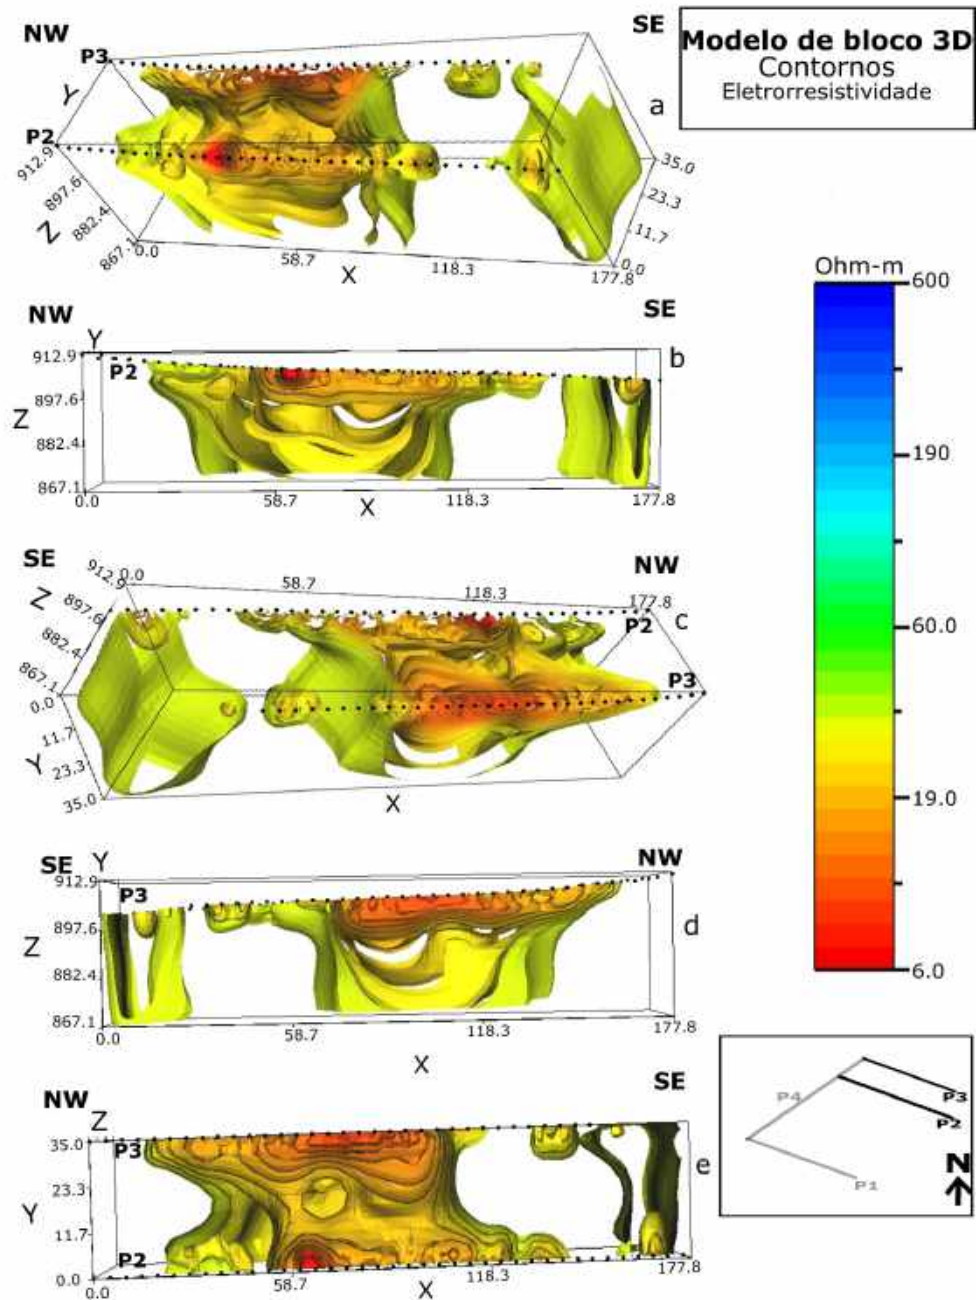 NW
SE
Modelo de bloco 3D
Contornos
Eletrorresistividade
P3
Y
a
P2
912.9
897.6
882.4
867.1
Z
0.0
58.7
118.3
177.8
X
0.0
11.7
23.3
35.0
Ohm-m
600
190
60.0
19.0
6.0
NW
SE
Y
b
912.9
P2
897.6
Z
882.4
867.1
0.0
58.7
118.3
177.8
X
SE
NW
912.9
0.0
58.7
118.3
177.8
Z
897.6
P2
c
882.4
867.1
P3
0.0
11.7
Y
23.3
35.0
X
SE
Y
NW
912.9
P3
d
897.6
Z
882.4
867.1
0.0
58.7
118.3
177.8
X
NW
SE
Z
35.0
P3
e
23.3
Y
11.7
P2
0.0
0.0
58.7
118.3
177.8
X
P4
P3
P2
P1
N